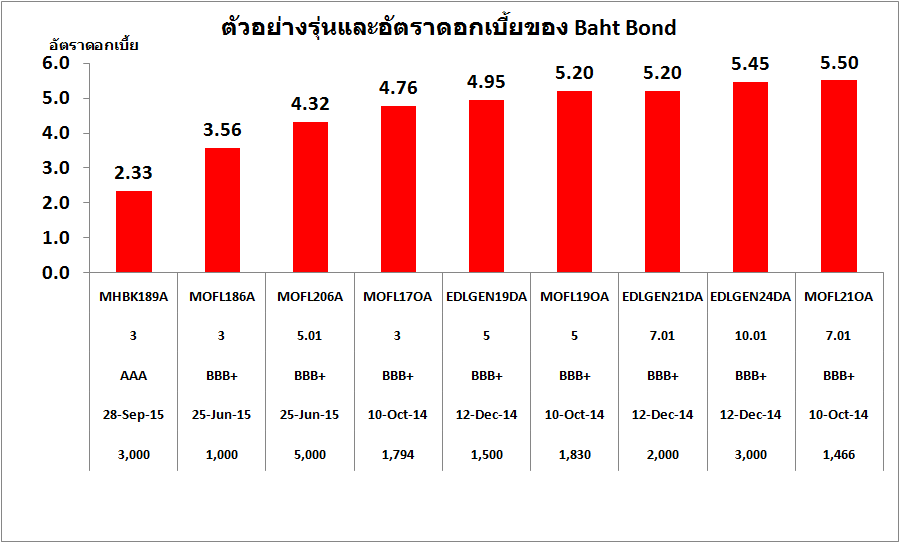 ตัวอย่างรุ่นและอัตราดอกเบี้ยของ Baht Bond
อัตราดอกเบี้ย
6.0
5.0
4.0
3.0
2.0
1.0
0.0
2.33 3.56 4.32 4.76 4.95 5.20 5.20 5.45 5.50
MHBK189A MOFL186A MOFL206A MOFL17OA EDLGEN19DA MOFL19OA EDLGEN21DA EDLGEN24DA MOFL21OA
3 3 5.01 3 5 5 7.01 10.01 7.01
AAA BBB+ BBB+ BBB+ BBB+ BBB+ BBB+ BBB+ BBB+
28-Sep-15 25-Jun-15 25-Jun-15 10-Oct-14 12-Dec-14 10-Oct-14 12-Dec-14 12-Dec-14 10-Oct-14
3,000 1,000 5,000 1,794 1,500 1,830 2,000 3,000 1,466